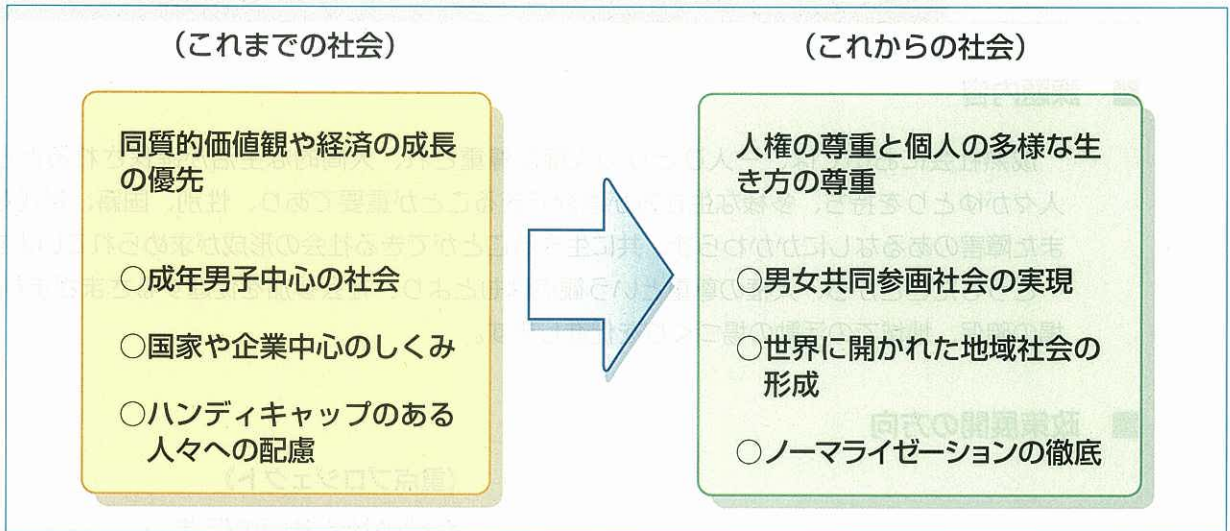 （これまでの社会）
同質的価値観や経済の成長
の優先
○成年男子中心の社会
○国家や企業中心のしくみ
○ハンディキャップのある
人々への配慮
（これからの社会）
人権の尊重と個人の多様な生
き方の尊重
○男女共同参画社会の実現
○世界に開かれた地域社会の
形成
○ノーマライゼーションの徹底